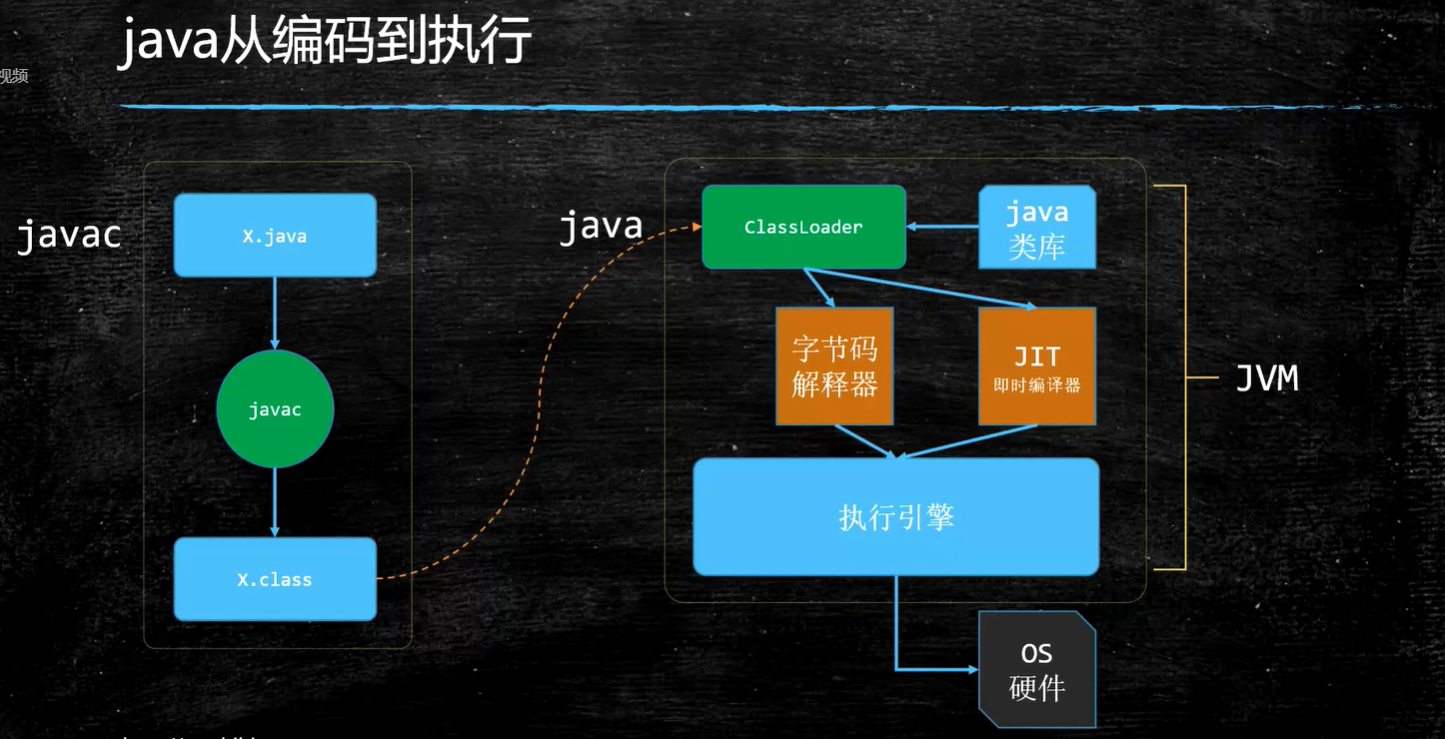 java从编码到执行
视频
javac
X.java
javac
X.class
java
ClassLoader
java
类库
字节码
解释器
JIT
即时编译器
执行引擎
JVM
OS
硬件